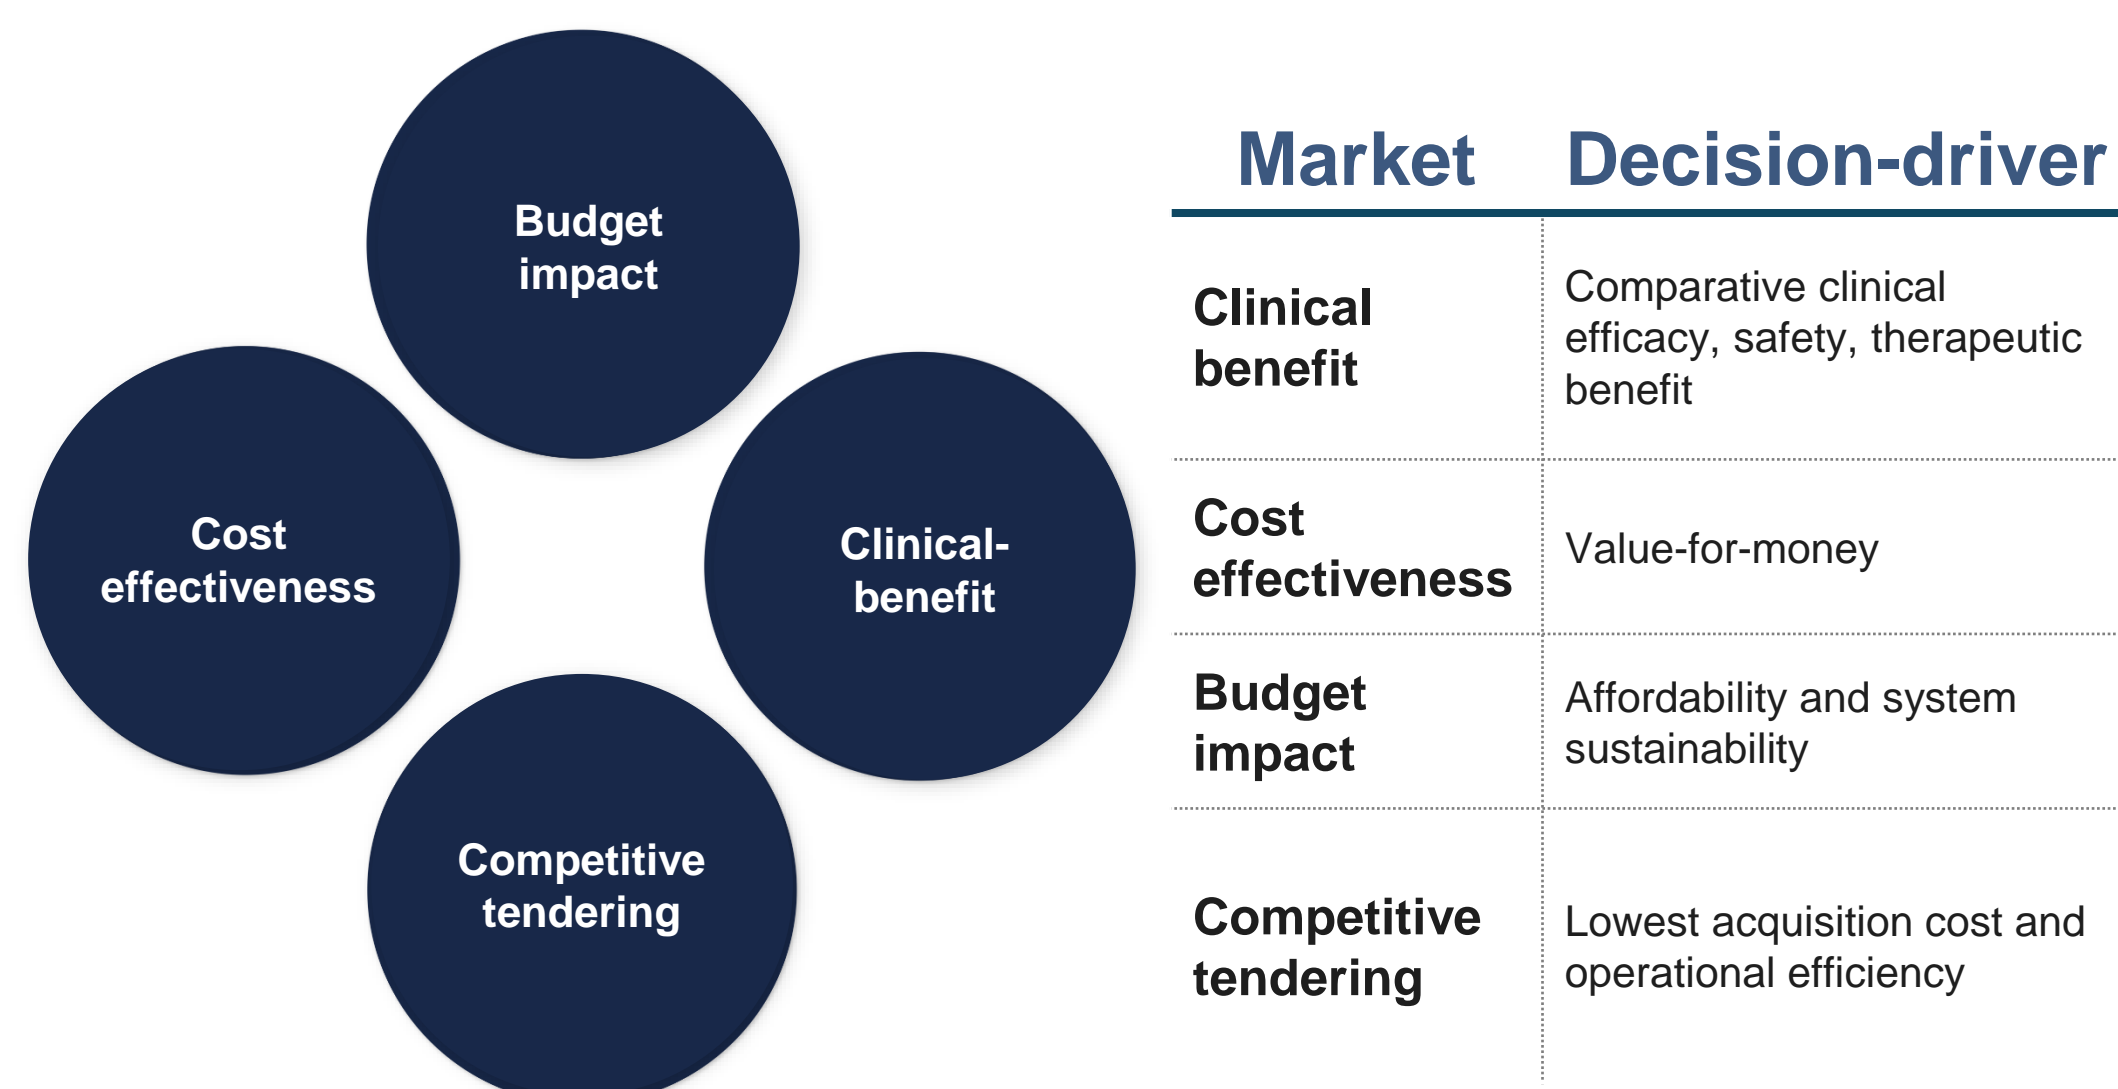 Budget
impact
Cost
effectiveness
Clinical-
benefit
Competitive
tendering
Market
Decision-driver
Clinical
benefit
Comparative clinical
efficacy, safety, therapeutic
benefit
Cost
effectiveness
Value-for-money
Budget
impact
Affordability and system
sustainability
Competitive
tendering
Lowest acquisition cost and
operational efficiency